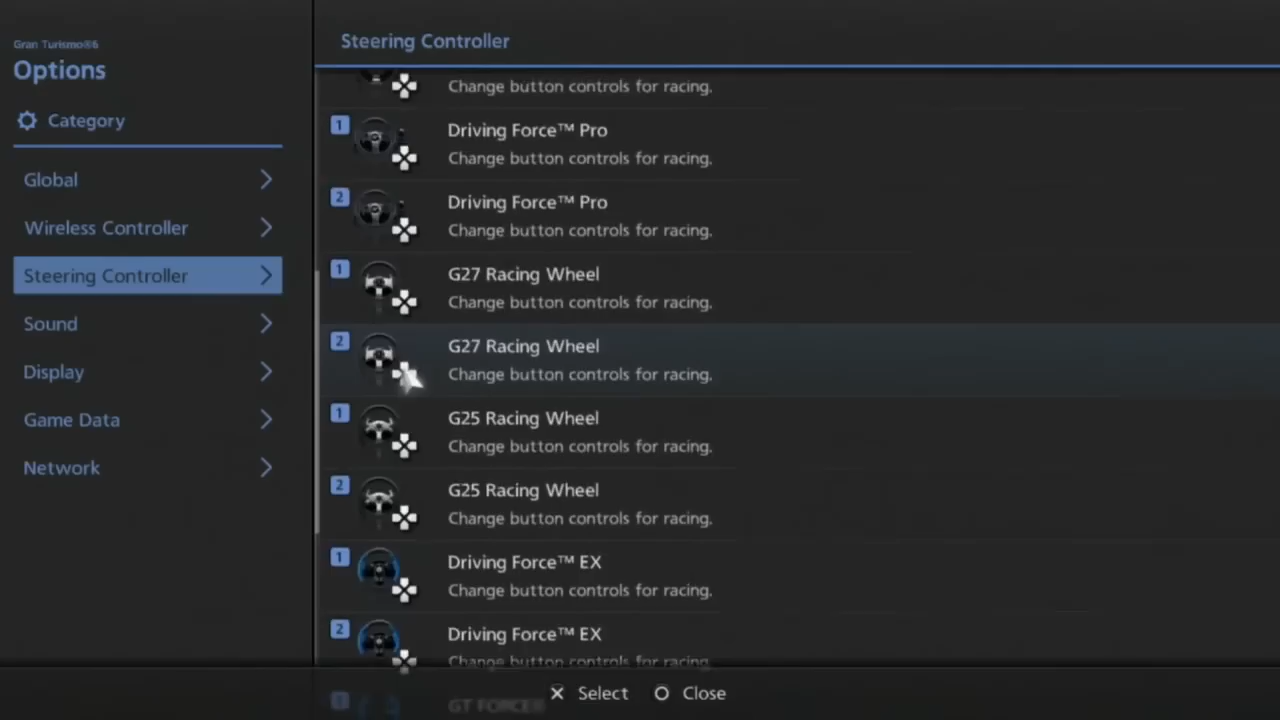 Gran Turismo®6
Options
Category
Global
Wireless Controller
Steering Controller
Sound
Display
Game Data
Network
Steering Controller
Change button controls for racing.
1
Driving Force™ Pro
Change button controls for racing.
2
Driving Force™ Pro
Change button controls for racing.
1
G27 Racing Wheel
Change button controls for racing.
2
G27 Racing Wheel
Change button controls for racing.
1
G25 Racing Wheel
Change button controls for racing.
2
G25 Racing Wheel
Change button controls for racing.
1
Driving Force™ EX
Change button controls for racing.
2
Driving Force™ EX
Change button controls for racing.
1
GT FORCE®
Select Close